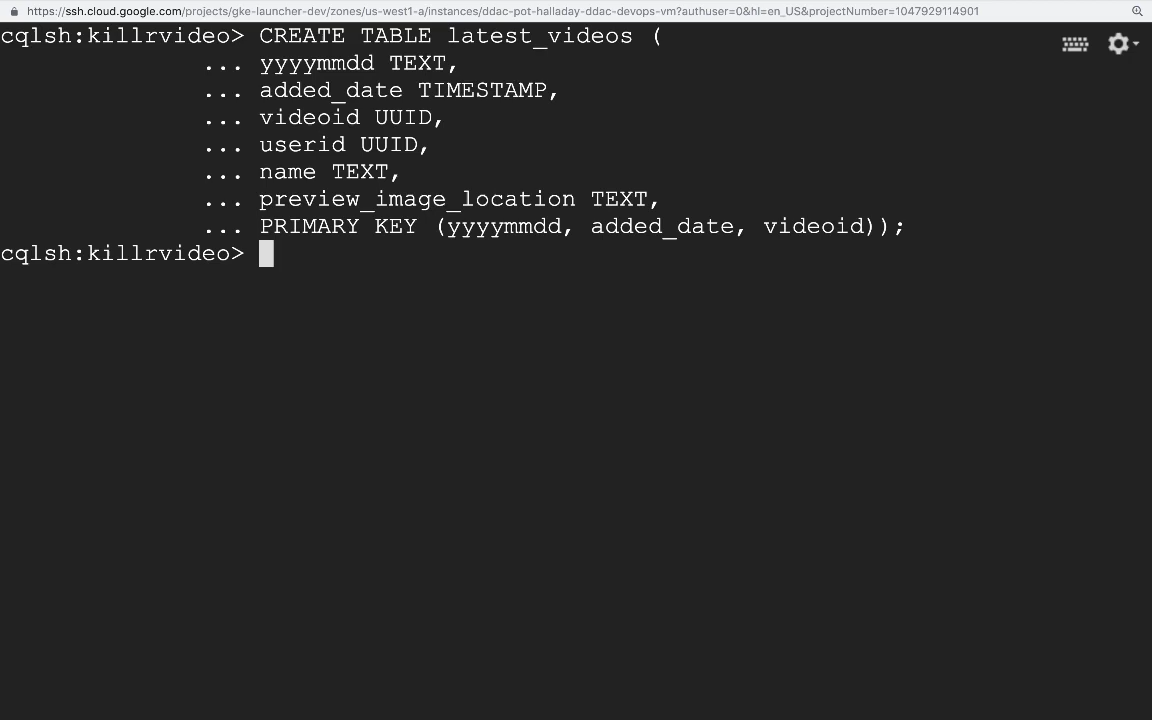 https://ssh.cloud.google.com/projects/gke-launcher-dev/zones/us-west1-a/instances/ddac-pot-halladay-ddac-devops-vm?authuser=0&hl=en_US&projectNumber=1047929114901
cqlsh:killrvideo> CREATE TABLE latest_videos (
... yyyymmdd TEXT,
... added_date TIMESTAMP,
... videoid UUID,
... userid UUID,
... name TEXT,
... preview_image_location TEXT,
... PRIMARY KEY (yyyymmdd, added_date, videoid));
cqlsh:killrvideo>